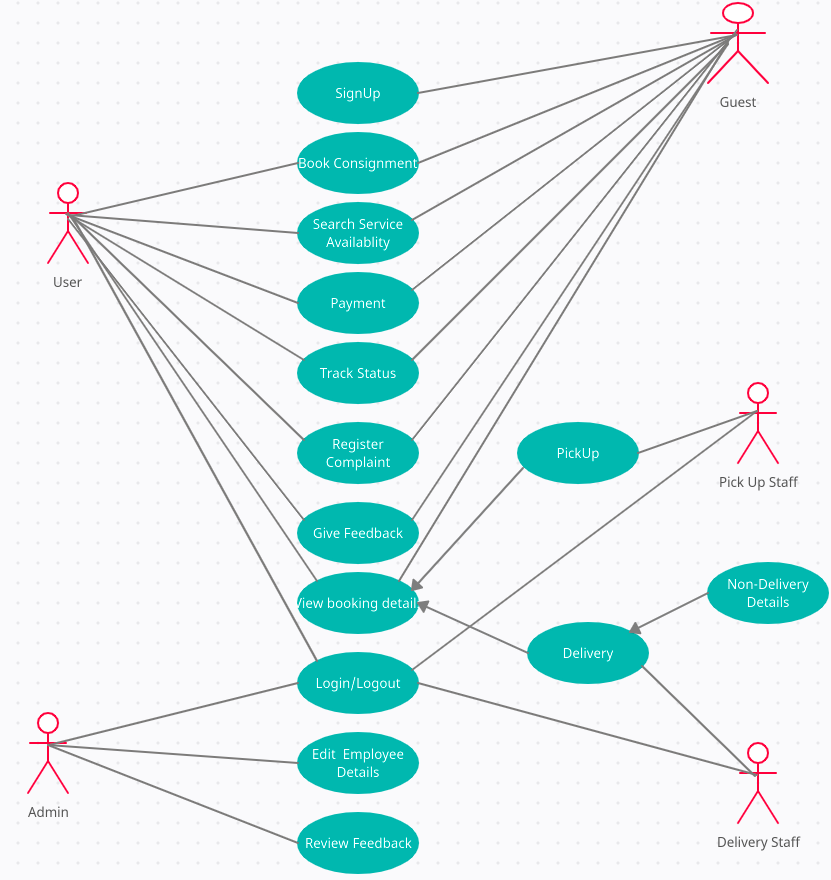 Guest
SignUp
Book Consignment
Search Service
Availablity
User
Payment
Track Status
Register
Complaint
PickUp
Pick Up Staff
Give Feedback
View booking detail
Non-Delivery
Details
Delivery
Login/Logout
Edit Employee
Details
Admin
Review Feedback
Delivery Staff